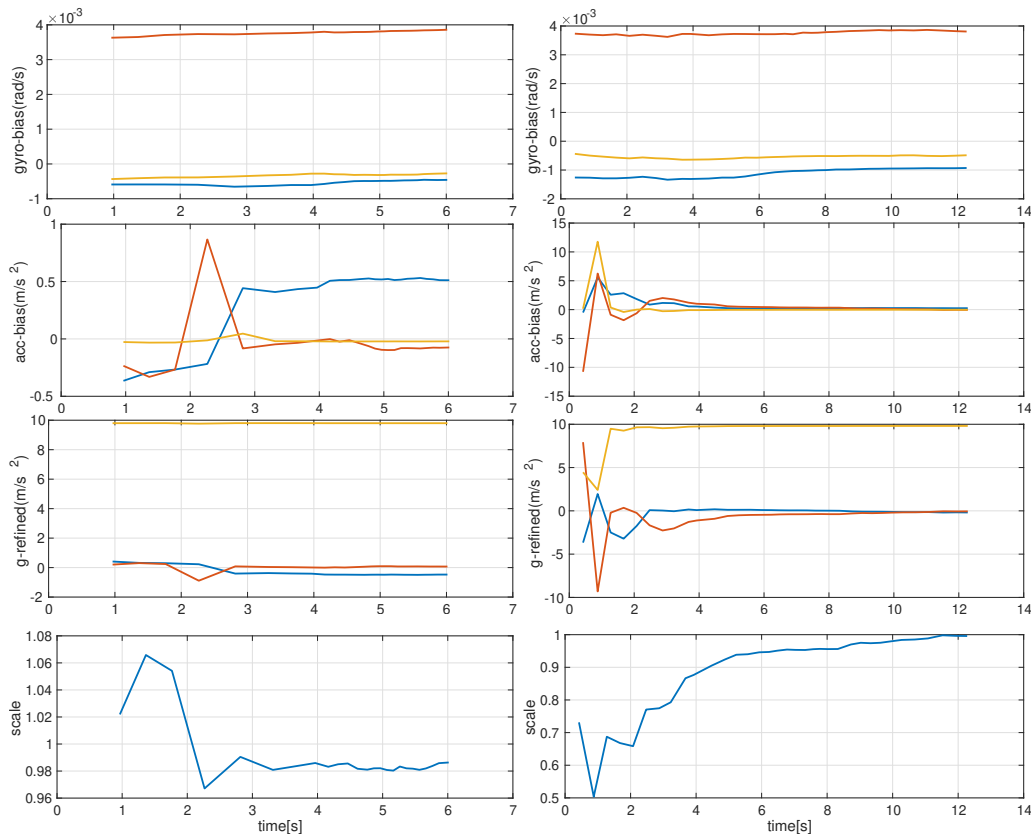 ×10-3
4
3
2
1
0
-1
gyro-bias(rad/s)
0 1 2 3 4 5 6 7
1
0.5
0
-0.5
acc-bias(m/s 2)
0 1 2 3 4 5 6 7
10
8
6
4
2
0
-2
g-refined(m/s 2)
0 1 2 3 4 5 6 7
1.08
1.06
1.04
1.02
1
0.98
0.96
scale
0 1 2 3 4 5 6 7
time[s]
×10-3
4
3
2
1
0
-1
-2
gyro-bias(rad/s)
0 2 4 6 8 10 12 14
15
10
5
0
-5
-10
-15
acc-bias(m/s 2)
0 2 4 6 8 10 12 14
10
5
0
-5
-10
g-refined(m/s 2)
0 2 4 6 8 10 12 14
1
0.9
0.8
0.7
0.6
0.5
scale
0 2 4 6 8 10 12 14
time[s]